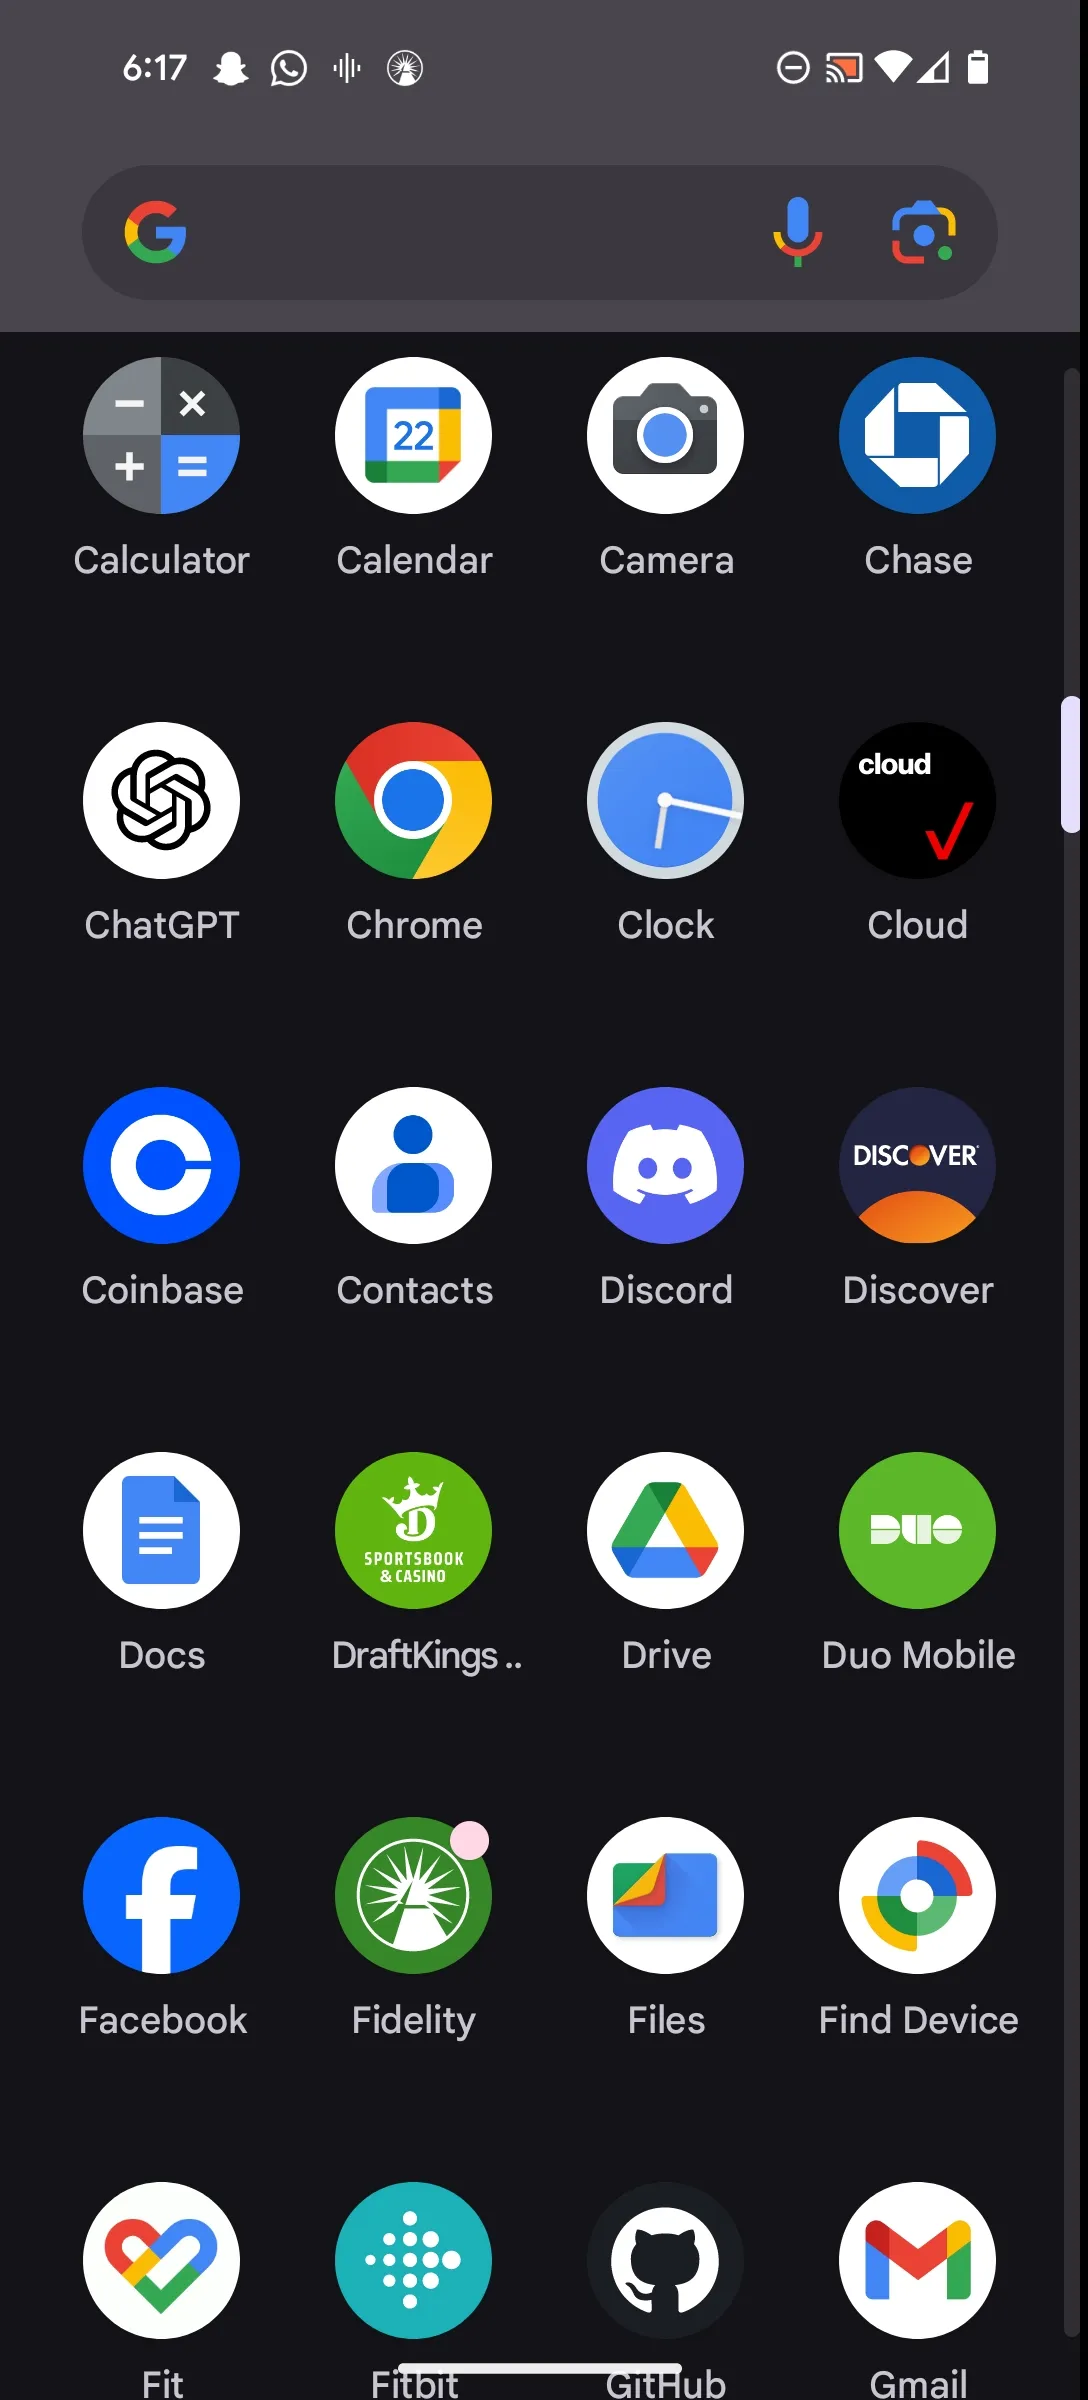 6:17
Calculator Calendar Camera Chase
22
ChatGPT Chrome Clock Cloud
cloud
Coinbase Contacts Discord Discover
DISCOVER
Docs DraftKings .. Drive Duo Mobile
D
SPORTSBOOK
& CASINO
DUO
Facebook Fidelity Files Find Device
Fit Fitbit GitHub Gmail